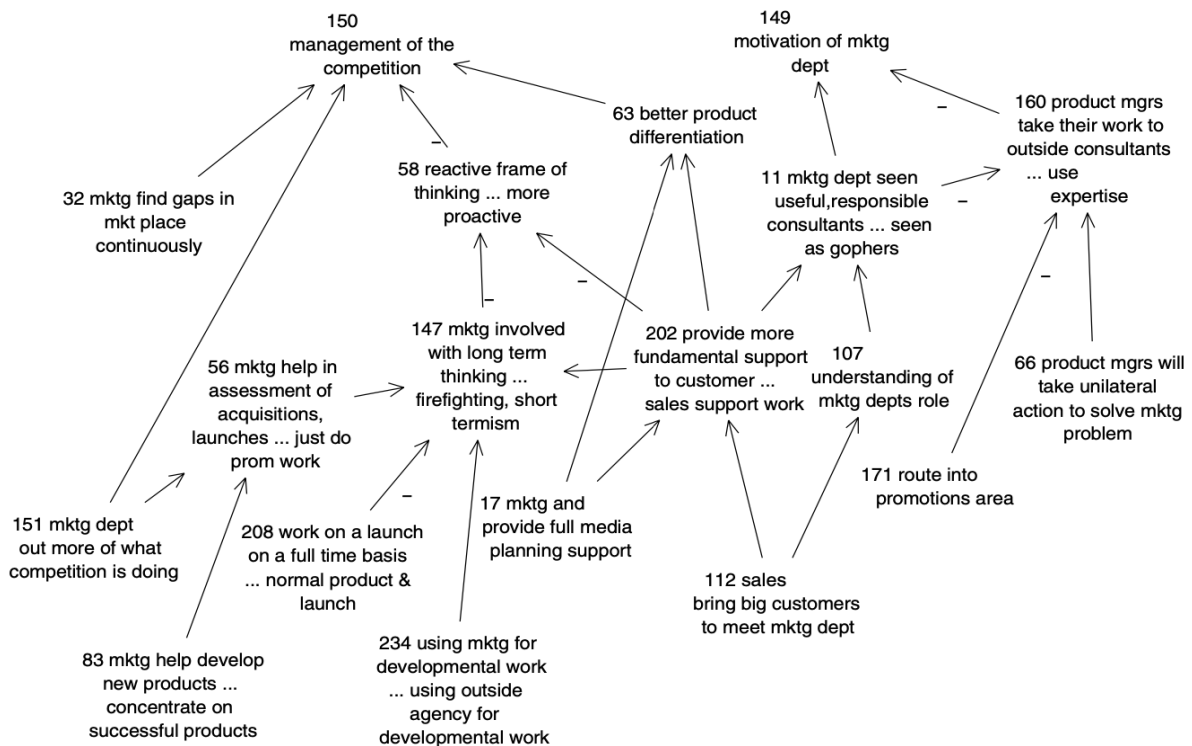 150
management of the
competition
149
motivation of mktg
dept
63 better product
differentiation
160 product mgrs
take their work to
outside consultants
... use
expertise
32 mktg find gaps in
mkt place
continuously
58 reactive frame of
thinking ... more
proactive
11 mktg dept seen
useful,responsible
consultants ... seen
as gophers
147 mktg involved
with long term
thinking ...
firefighting, short
termism
202 provide more
fundamental support
to customer ...
sales support work
107
understanding of
mktg depts role
66 product mgrs will
take unilateral
action to solve mktg
problem
56 mktg help in
assessment of
acquisitions,
launches ... just do
prom work
171 route into
promotions area
151 mktg dept
out more of what
competition is doing
208 work on a launch
on a full time basis
... normal product &
launch
17 mktg and
provide full media
planning support
112 sales
bring big customers
to meet mktg dept
83 mktg help develop
new products ...
concentrate on
successful products
234 using mktg for
developmental work
... using outside
agency for
developmental work